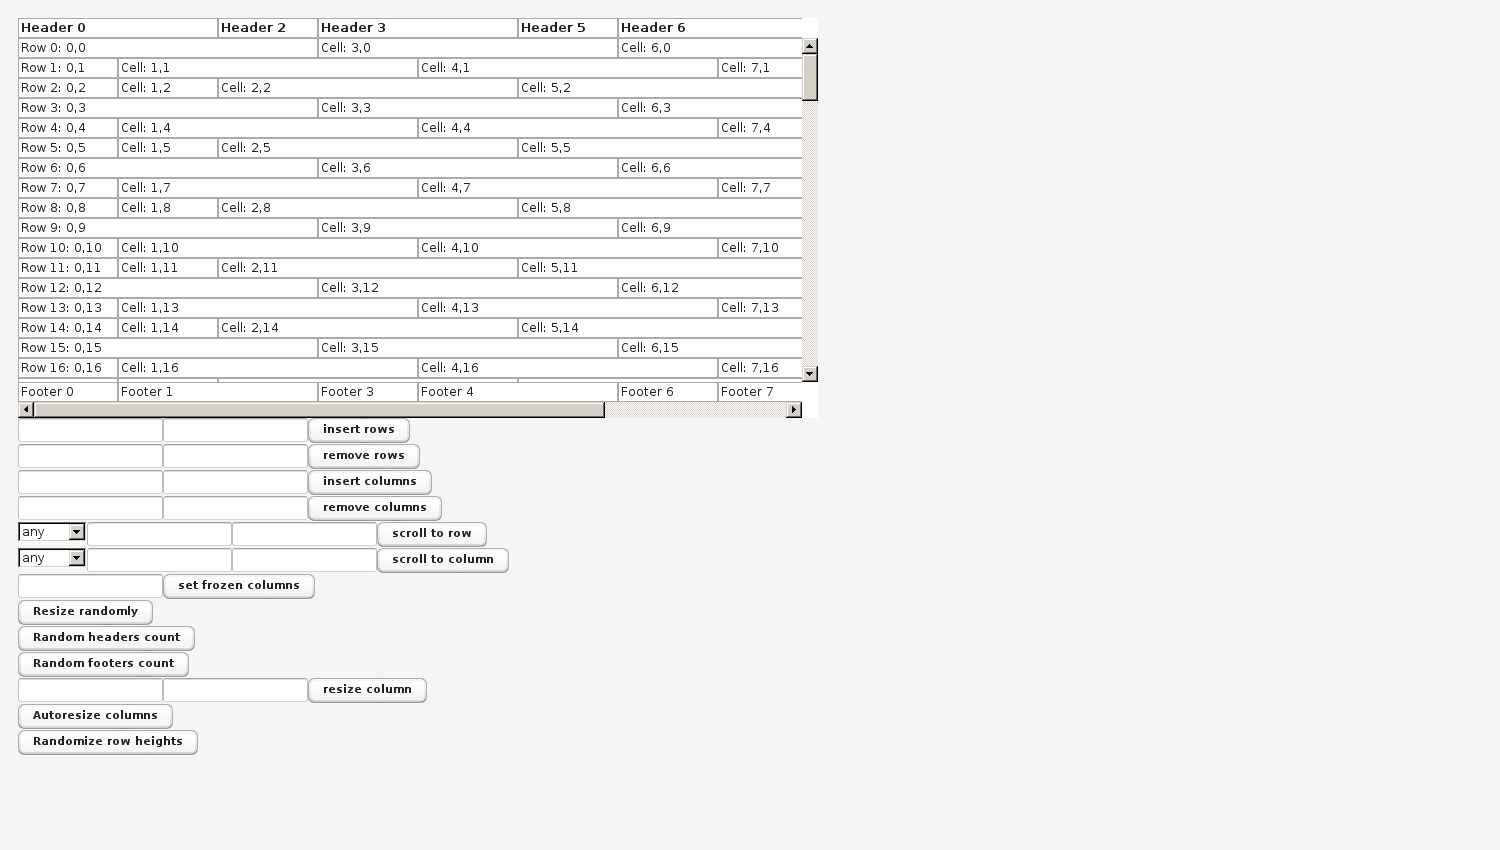 Header 0 Header 2 Header 3 Header 5 Header 6
Row 0: 0,0 Cell: 3,0 Cell: 6,0
Row 1: 0,1 Cell: 1,1 Cell: 4,1 Cell: 7,1
Row 2: 0,2 Cell: 1,2 Cell: 2,2 Cell: 5,2
Row 3: 0,3 Cell: 3,3 Cell: 6,3
Row 4: 0,4 Cell: 1,4 Cell: 4,4 Cell: 7,4
Row 5: 0,5 Cell: 1,5 Cell: 2,5 Cell: 5,5
Row 6: 0,6 Cell: 3,6 Cell: 6,6
Row 7: 0,7 Cell: 1,7 Cell: 4,7 Cell: 7,7
Row 8: 0,8 Cell: 1,8 Cell: 2,8 Cell: 5,8
Row 9: 0,9 Cell: 3,9 Cell: 6,9
Row 10: 0,10 Cell: 1,10 Cell: 4,10 Cell: 7,10
Row 11: 0,11 Cell: 1,11 Cell: 2,11 Cell: 5,11
Row 12: 0,12 Cell: 3,12 Cell: 6,12
Row 13: 0,13 Cell: 1,13 Cell: 4,13 Cell: 7,13
Row 14: 0,14 Cell: 1,14 Cell: 2,14 Cell: 5,14
Row 15: 0,15 Cell: 3,15 Cell: 6,15
Row 16: 0,16 Cell: 1,16 Cell: 4,16 Cell: 7,16
Footer 0 Footer 1 Footer 3 Footer 4 Footer 6 Footer 7
insert rows
remove rows
insert columns
remove columns
any scroll to row
any scroll to column
set frozen columns
Resize randomly
Random headers count
Random footers count
resize column
Autoresize columns
Randomize row heights